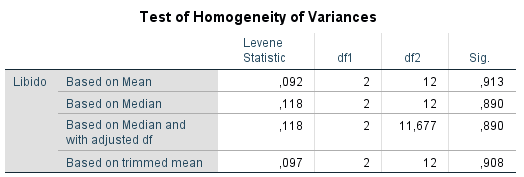 Test of Homogeneity of Variances
Levene
Statistic df1 df2 Sig.
Libido Based on Mean ,092 2 12 ,913
Based on Median ,118 2 12 ,890
Based on Median and
with adjusted df ,118 2 11,677 ,890
Based on trimmed mean ,097 2 12 ,908